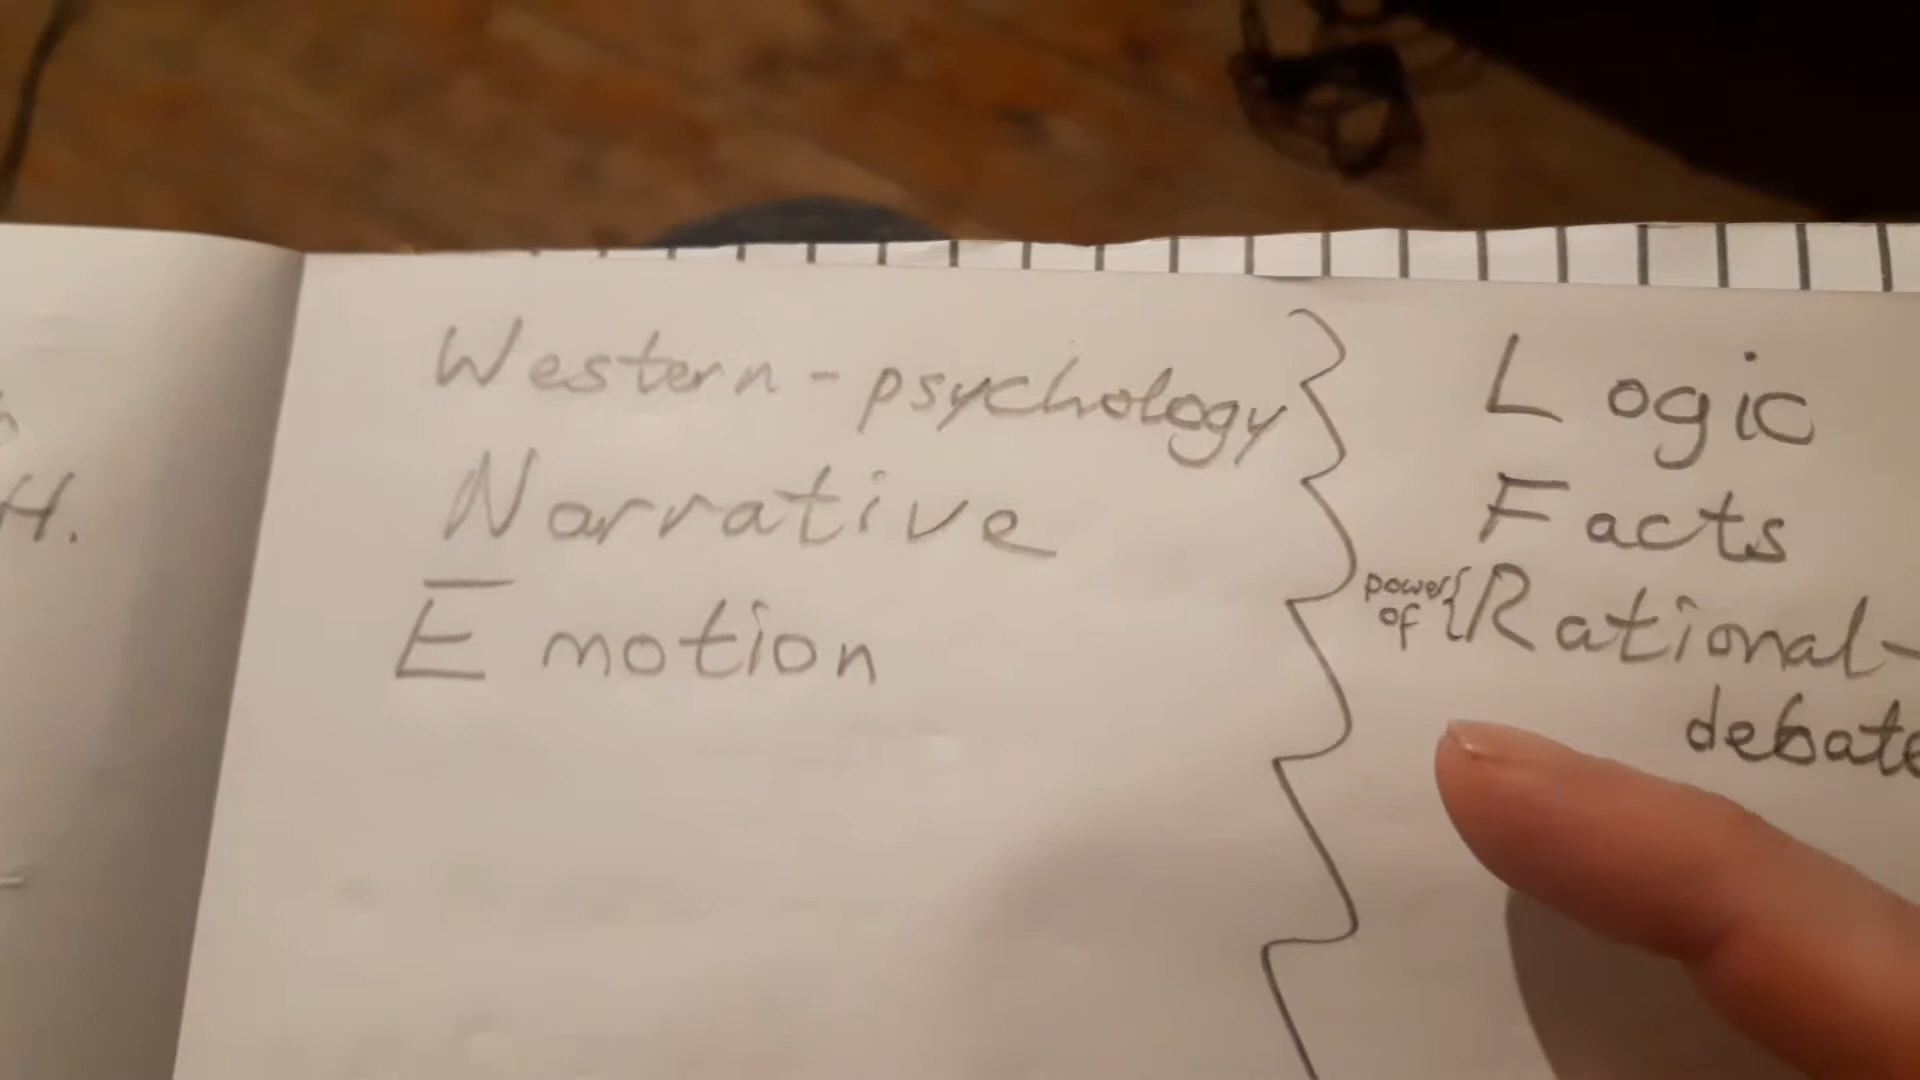 H.
Western-psychology
Narrative
Emotion
Logic
Facts
power of { Rational-
debate